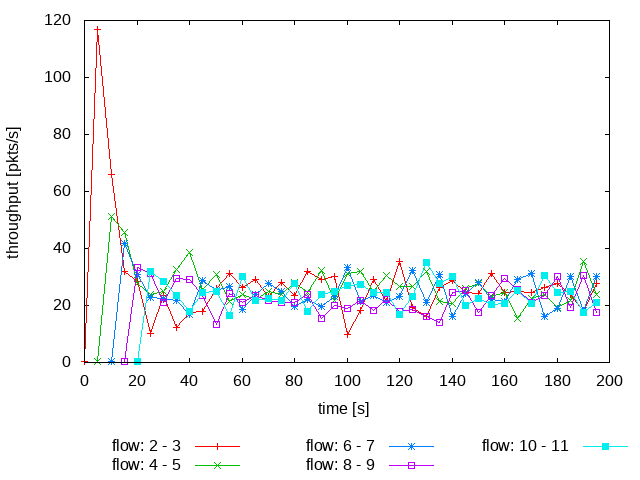 throughput [pkts/s]
120
100
80
60
40
20
0
0 20 40 60 80 100 120 140 160 180 200
time [s]
flow: 2 - 3 flow: 6 - 7 flow: 10 - 11
flow: 4 - 5 flow: 8 - 9